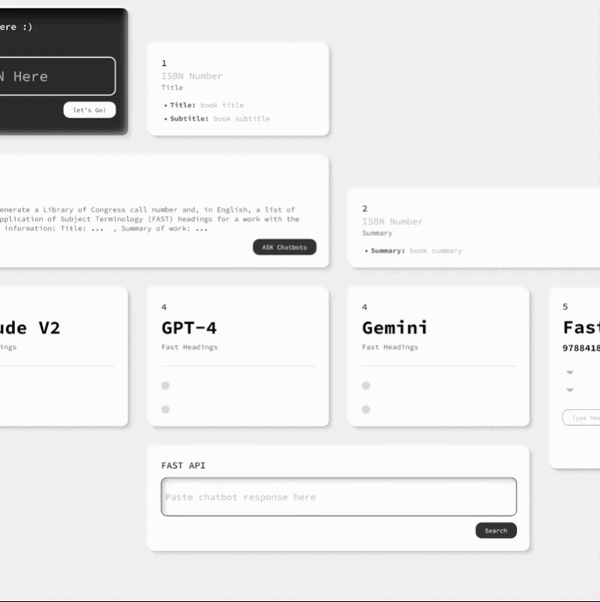 ere :)
N Here
let's Go!
1
ISBN Number
Title
• Title: book title
• Subtitle: book subtitle
enerate a Library of Congress call number and, in English, a list of
pplication of Subject Terminology (FAST) headings for a work with the
information: Title: ... , Summary of work: ...
ASK Chatbots
2
ISBN Number
Summary
• Summary: book summary
ude V2
ings
4
GPT-4
Fast Headings
4
Gemini
Fast Headings
5
Fast
9788418
Type New
FAST API
Paste chatbot response here
Search